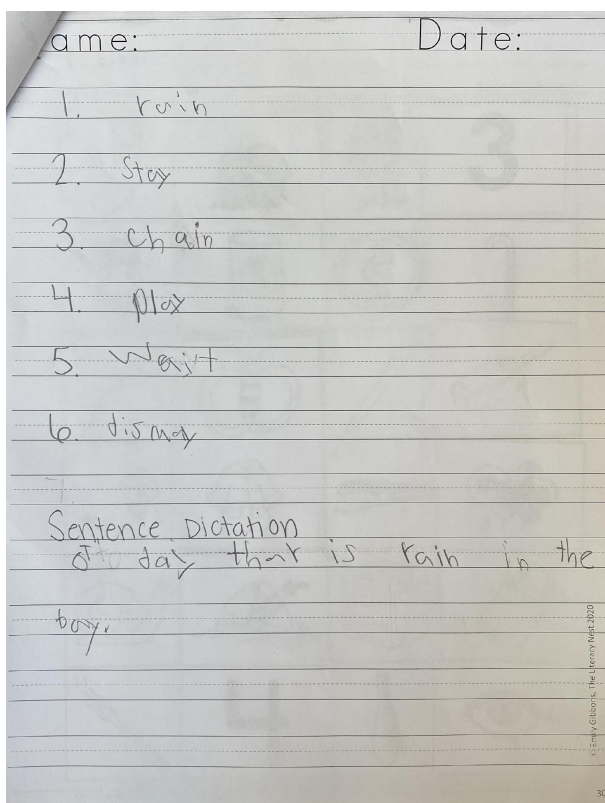 ame: Date:
1. rain
2. Stay
3. chain
4. play
5. Wait
6. dismay
7.
Sentence Dictation
day that is rain in the
bay.
© Emily Gibbons, The Literacy Nest 2020
30